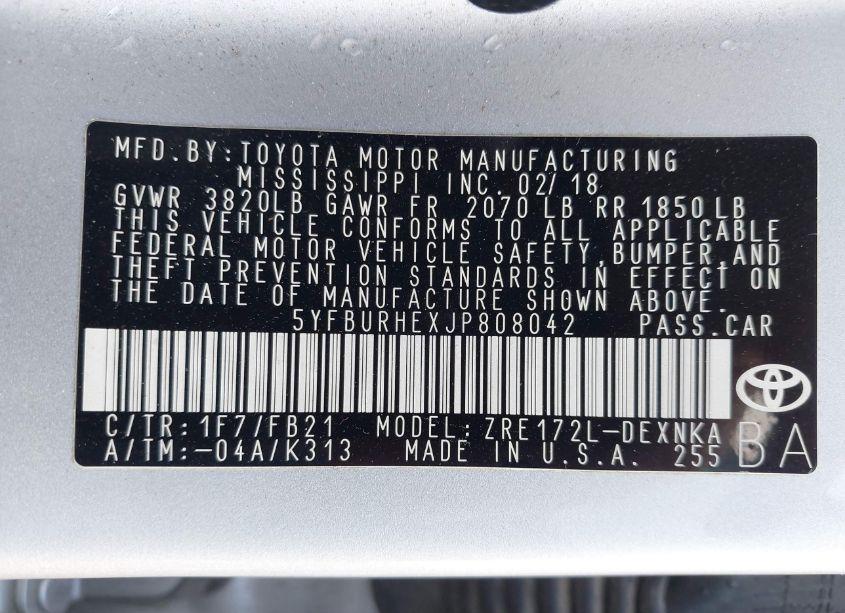 MFD.BY:TOYOTA MOTOR MANUFACTURING
MISSISSIPPI INC. 02/18
GVWR 3820LB GAWR FR 2070 LB RR 1850 LB
THIS VEHICLE CONFORMS TO ALL APPLICABLE
FEDERAL MOTOR VEHICLE SAFETY,BUMPER,AND
THEFT PREVENTION STANDARDS IN EFFECT ON
THE DATE OF MANUFACTURE SHOWN ABOVE.
5YFBURHEXJP808042 PASS.CAR
C/TR:1F7/FB21 MODEL:ZRE172L-DEXNKA
A/TM:-04A/K313 MADE IN U.S.A. 255 BA